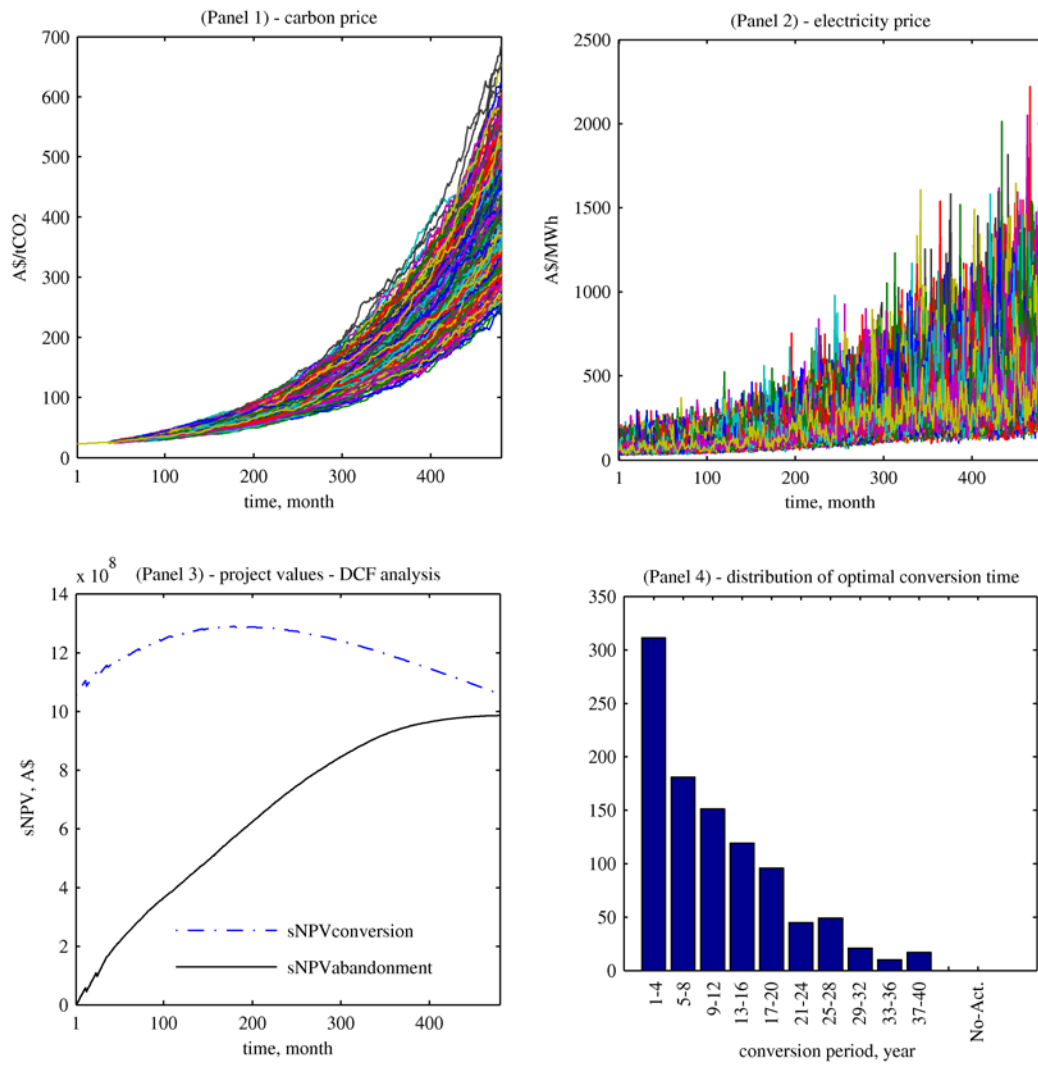 (Panel 1) - carbon price
700
600
500
400
300
200
100
0
A$/tCO2
1 100 200 300 400
time, month
(Panel 2) - electricity price
2500
2000
1500
1000
500
0
A$/MWh
1 100 200 300 400
time, month
(Panel 3) - project values - DCF analysis
x 10^8
14
12
10
8
6
4
2
0
sNPV, A$
sNPVconversion
sNPVabandonment
1 100 200 300 400
time, month
(Panel 4) - distribution of optimal conversion time
350
300
250
200
150
100
50
0
1-4
5-8
9-12
13-16
17-20
21-24
25-28
29-32
33-36
37-40
No-Act.
conversion period, year